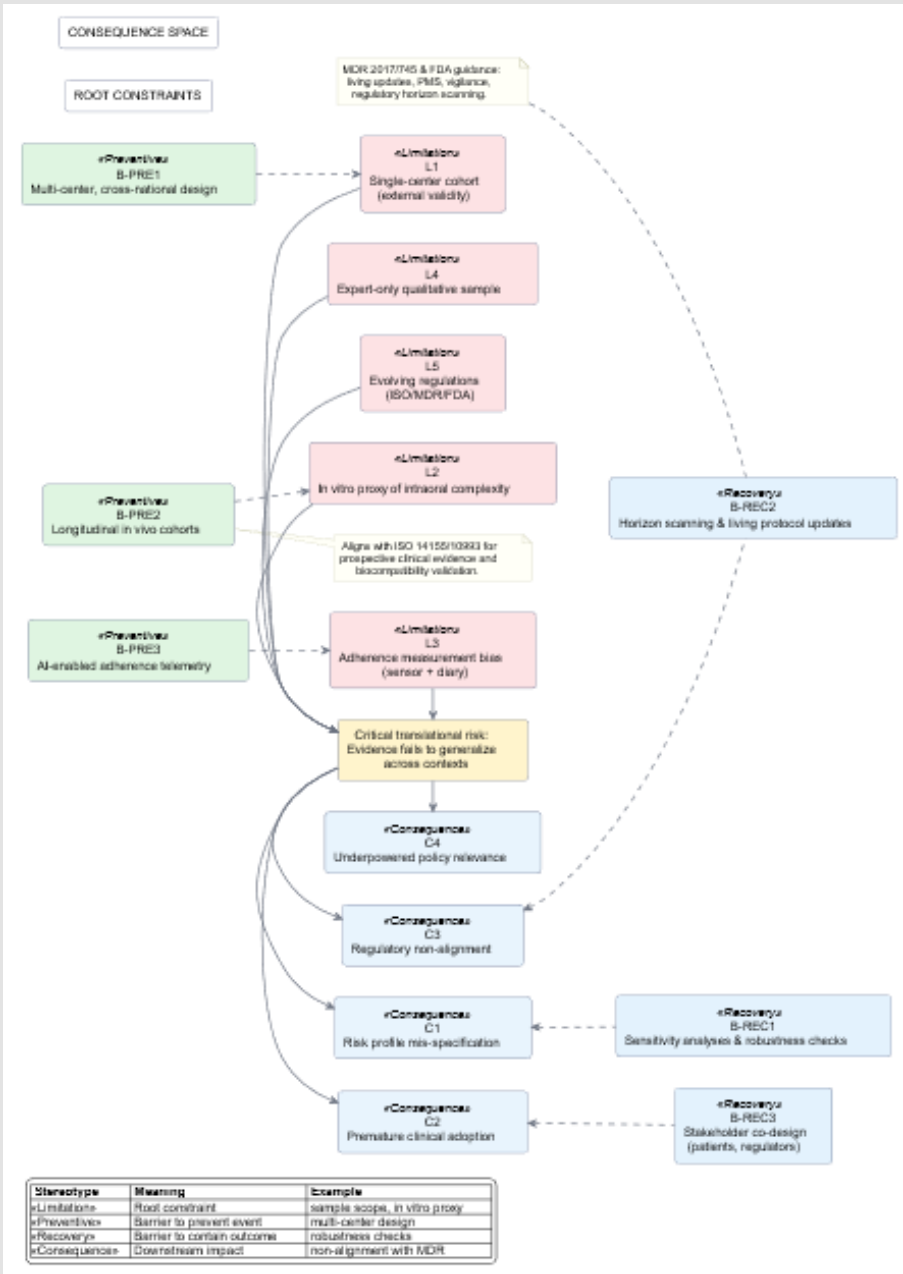 CONSEQUENCE SPACE
MDR 2017/745 & FDA guidance:
living updates, PMS, vigilance,
regulatory horizon scanning.
ROOT CONSTRAINTS
«Preventive»
B-PRE1
Multi-center, cross-national design
«Limitation»
L1
Single-center cohort
(external validity)
«Limitation»
L4
Expert-only qualitative sample
«Limitation»
L5
Evolving regulations
(ISO/MDR/FDA)
«Limitation»
L2
In vitro proxy of intraoral complexity
«Preventive»
B-PRE2
Longitudinal in vivo cohorts
«Recovery»
B-REC2
Horizon scanning & living protocol updates
Aligns with ISO 14155/10993 for
prospective clinical evidence and
biocompatibility validation.
«Preventive»
B-PRE3
AI-enabled adherence telemetry
«Limitation»
L3
Adherence measurement bias
(sensor + diary)
Critical translational risk:
Evidence fails to generalize
across contexts
«Consequence»
C4
Underpowered policy relevance
«Consequence»
C3
Regulatory non-alignment
«Consequence»
C1
Risk profile mis-specification
«Recovery»
B-REC1
Sensitivity analyses & robustness checks
«Consequence»
C2
Premature clinical adoption
«Recovery»
B-REC3
Stakeholder co-design
(patients, regulators)
Stereotype Meaning Example
«Limitation» Root constraint sample scope, in vitro proxy
«Preventive» Barrier to prevent event multi-center design
«Recovery» Barrier to contain outcome robustness checks
«Consequence» Downstream impact non-alignment with MDR